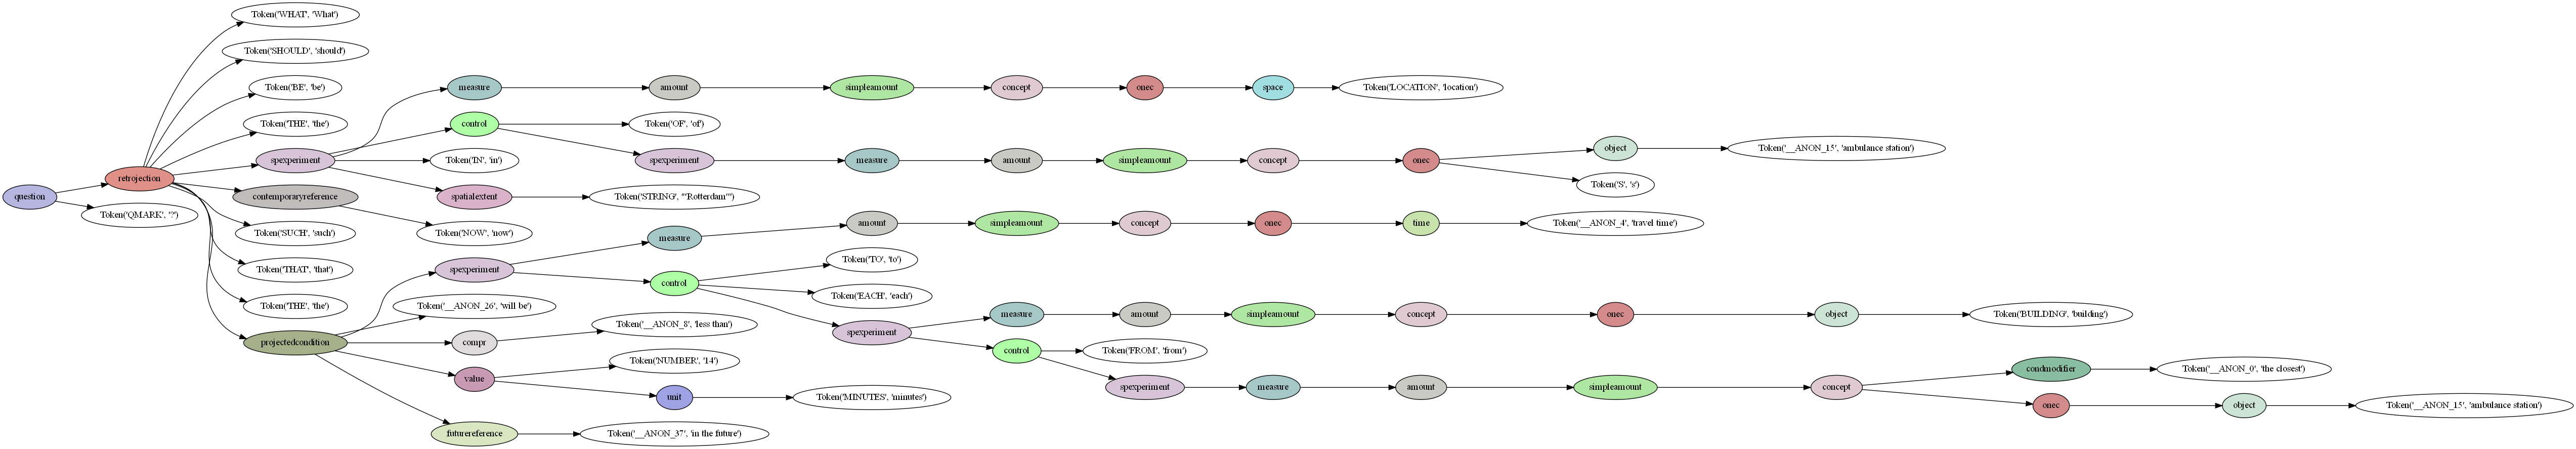 Token('WHAT', 'What')
Token('SHOULD', 'should')
Token('BE', 'be')
measure
amount
simpleamount
concept
onec
space
Token('LOCATION', 'location')
Token('THE', 'the')
control
Token('OF', 'of')
spexperiment
Token('IN', 'in')
spexperiment
measure
amount
simpleamount
concept
onec
object
Token('__ANON_15', 'ambulance station')
Token('S', 's')
question
retrojection
Token('QMARK', '?')
contemporaryreference
spatialextent
Token('STRING', "'Rotterdam'")
Token('SUCH', 'such')
Token('NOW', 'now')
measure
amount
simpleamount
concept
onec
time
Token('__ANON_4', 'travel time')
Token('THAT', 'that')
spexperiment
control
Token('TO', 'to')
Token('EACH', 'each')
Token('THE', 'the')
Token('__ANON_26', 'will be')
projectedcondition
compr
Token('__ANON_8', 'less than')
spexperiment
measure
amount
simpleamount
concept
onec
object
Token('BUILDING', 'building')
value
Token('NUMBER', '14')
unit
Token('MINUTES', 'minutes')
control
Token('FROM', 'from')
spexperiment
measure
amount
simpleamount
concept
condmodifier
Token('__ANON_0', 'the closest')
onec
object
Token('__ANON_15', 'ambulance station')
futurereference
Token('__ANON_37', 'in the future')